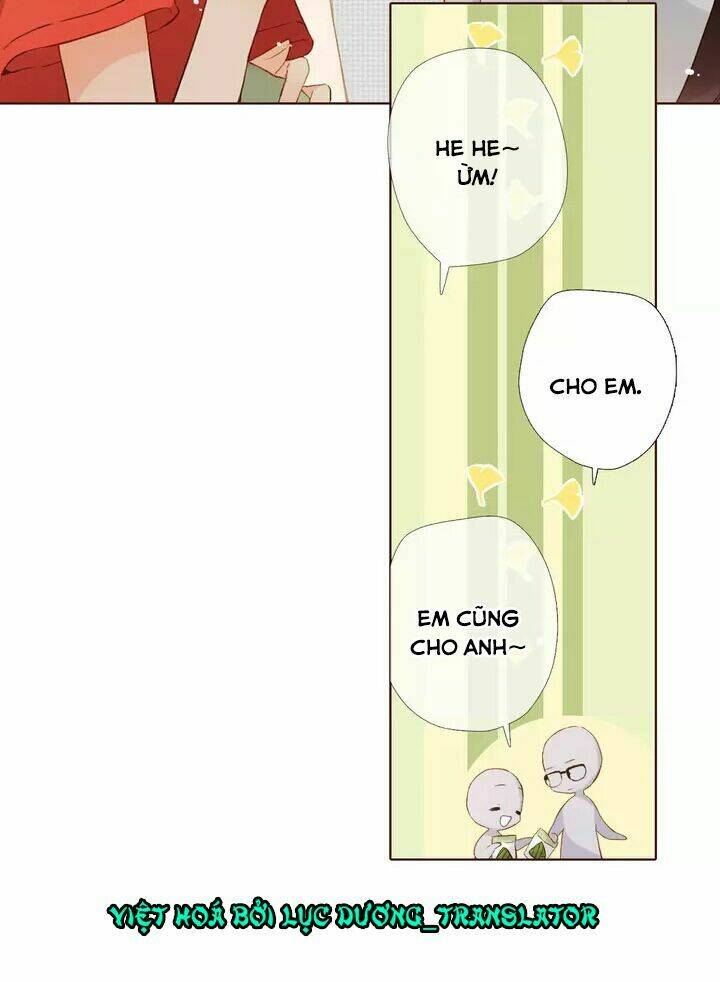 HE HE~
ỪM!
CHO EM.
EM CŨNG
CHO ANH~
VIỆT HOÁ BỞI LỤC DƯƠNG_TRANSLATOR